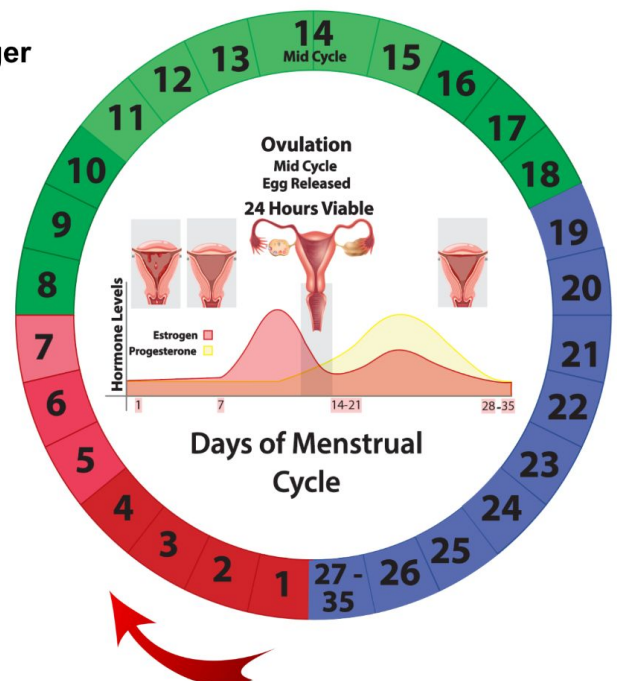 ger
14
Mid Cycle
13
15
12
16
11
17
10
18
9
19
8
20
7
21
6
22
5
23
4
24
3
25
2
26
1
27 -
35
Ovulation
Mid Cycle
Egg Released
24 Hours Viable
Hormone Levels
Estrogen
Progesterone
1
7
14-21
28-35
Days of Menstrual
Cycle